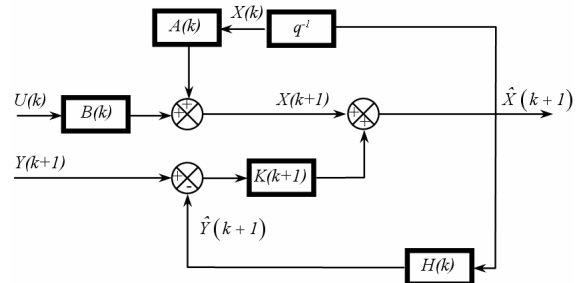 X(k)
A(k)
q⁻¹
U(k)
B(k)
+
+
X(k+1)
+
+
X̂(k+1)
Y(k+1)
+
-
K(k+1)
Ŷ(k+1)
H(k)